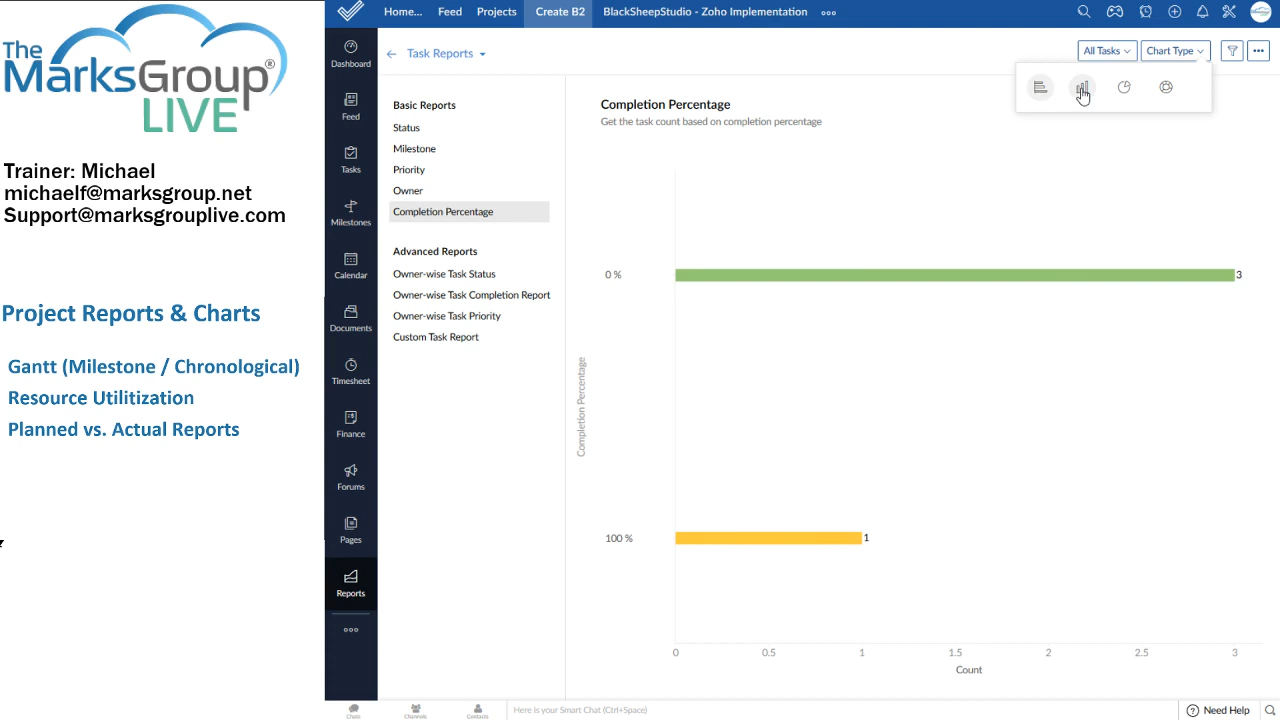 The
MarksGroup®
LIVE
Trainer: Michael
michaelf@marksgroup.net
Support@marksgrouplive.com
Project Reports & Charts
Gantt (Milestone / Chronological)
Resource Utilitization
Planned vs. Actual Reports
Home... Feed Projects Create B2 BlackSheepStudio - Zoho Implementation
Dashboard
Feed
Tasks
Milestones
Calendar
Documents
Timesheet
Finance
Forums
Pages
Reports
Task Reports
All Tasks Chart Type
Basic Reports
Status
Milestone
Priority
Owner
Completion Percentage
Advanced Reports
Owner-wise Task Status
Owner-wise Task Completion Report
Owner-wise Task Priority
Custom Task Report
Completion Percentage
Get the task count based on completion percentage
Completion Percentage
0 % 3
100 % 1
0 0.5 1 1.5 2 2.5 3
Count
Chats Channels Contacts Here is your Smart Chat (Ctrl+Space) Need Help